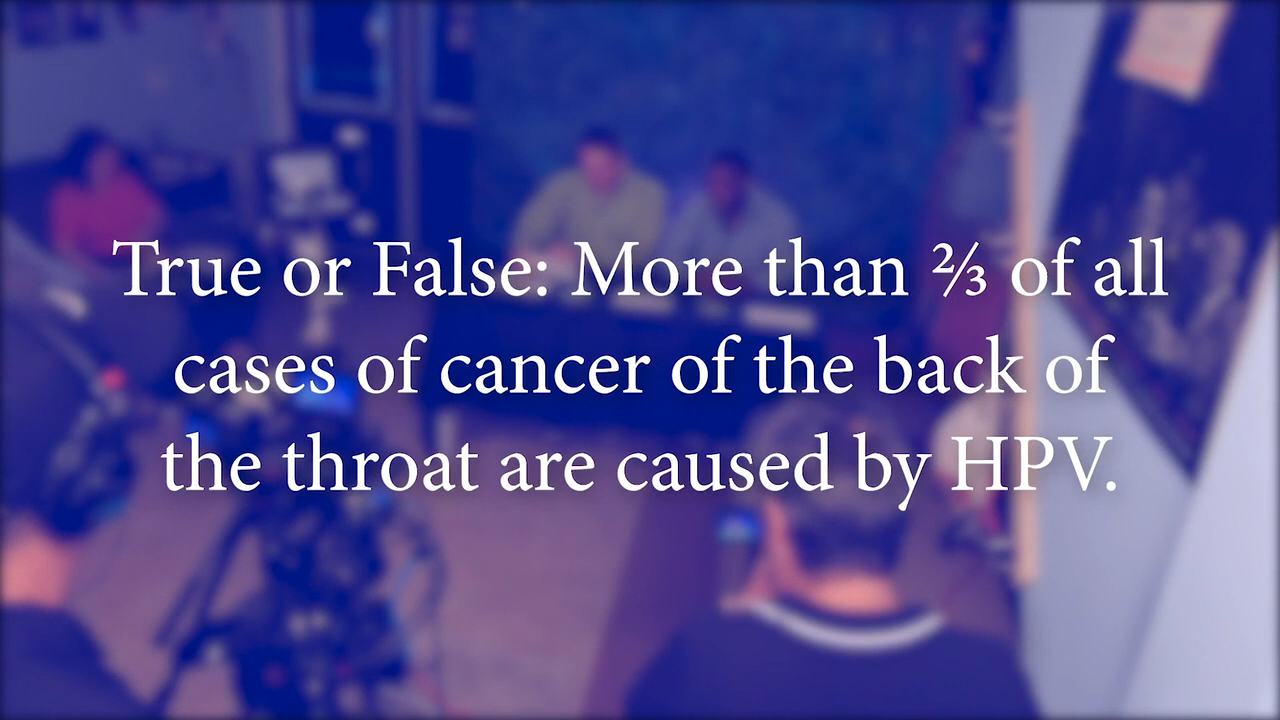 True or False: More than ⅔ of all
cases of cancer of the back of
the throat are caused by HPV.